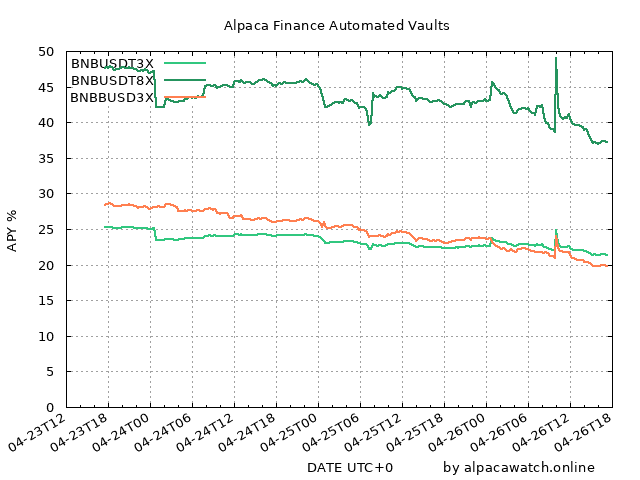 Alpaca Finance Automated Vaults
APY %
50
45
40
35
30
25
20
15
10
5
0
BNBUSDT3X
BNBUSDT8X
BNBBUSD3X
04-23T12
04-23T18
04-24T00
04-24T06
04-24T12
04-24T18
04-25T00
04-25T06
04-25T12
04-25T18
04-26T00
04-26T06
04-26T12
04-26T18
DATE UTC+0
by alpacawatch.online